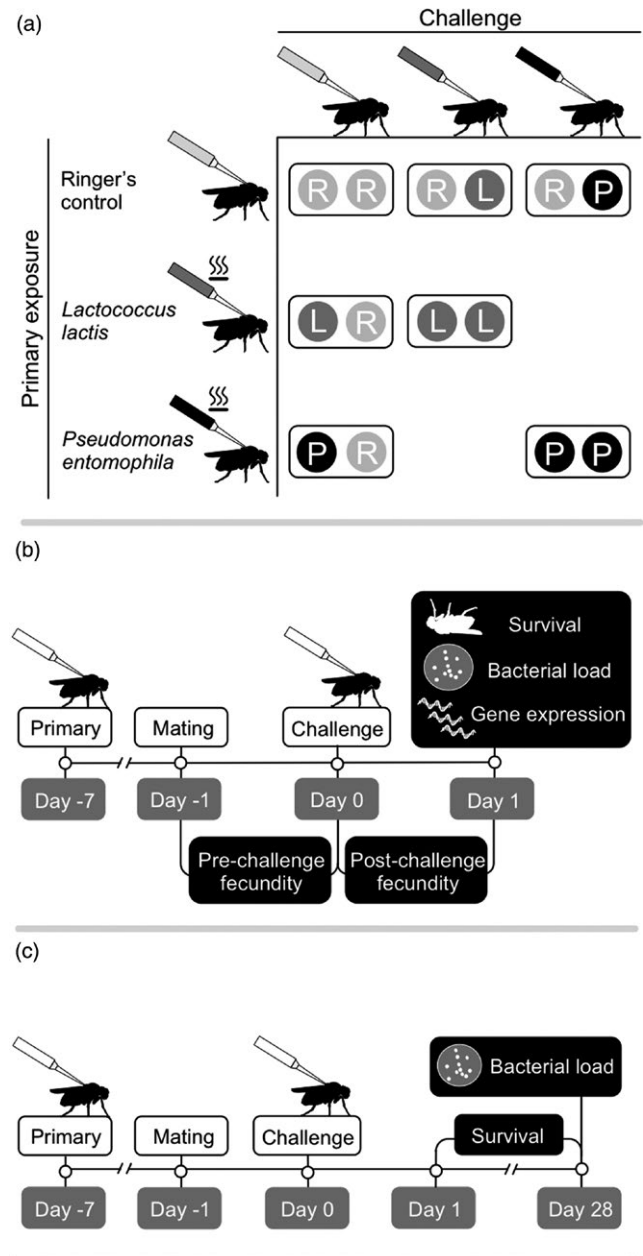 (a)
Challenge
Primary exposure
Ringer's
control
R R
R L
R P
Lactococcus
lactis
L R
L L
Pseudomonas
entomophila
P R
P P
(b)
Survival
Bacterial load
Gene expression
Primary
Mating
Challenge
Day -7
Day -1
Day 0
Day 1
Pre-challenge
fecundity
Post-challenge
fecundity
(c)
Bacterial load
Primary
Mating
Challenge
Survival
Day -7
Day -1
Day 0
Day 1
Day 28